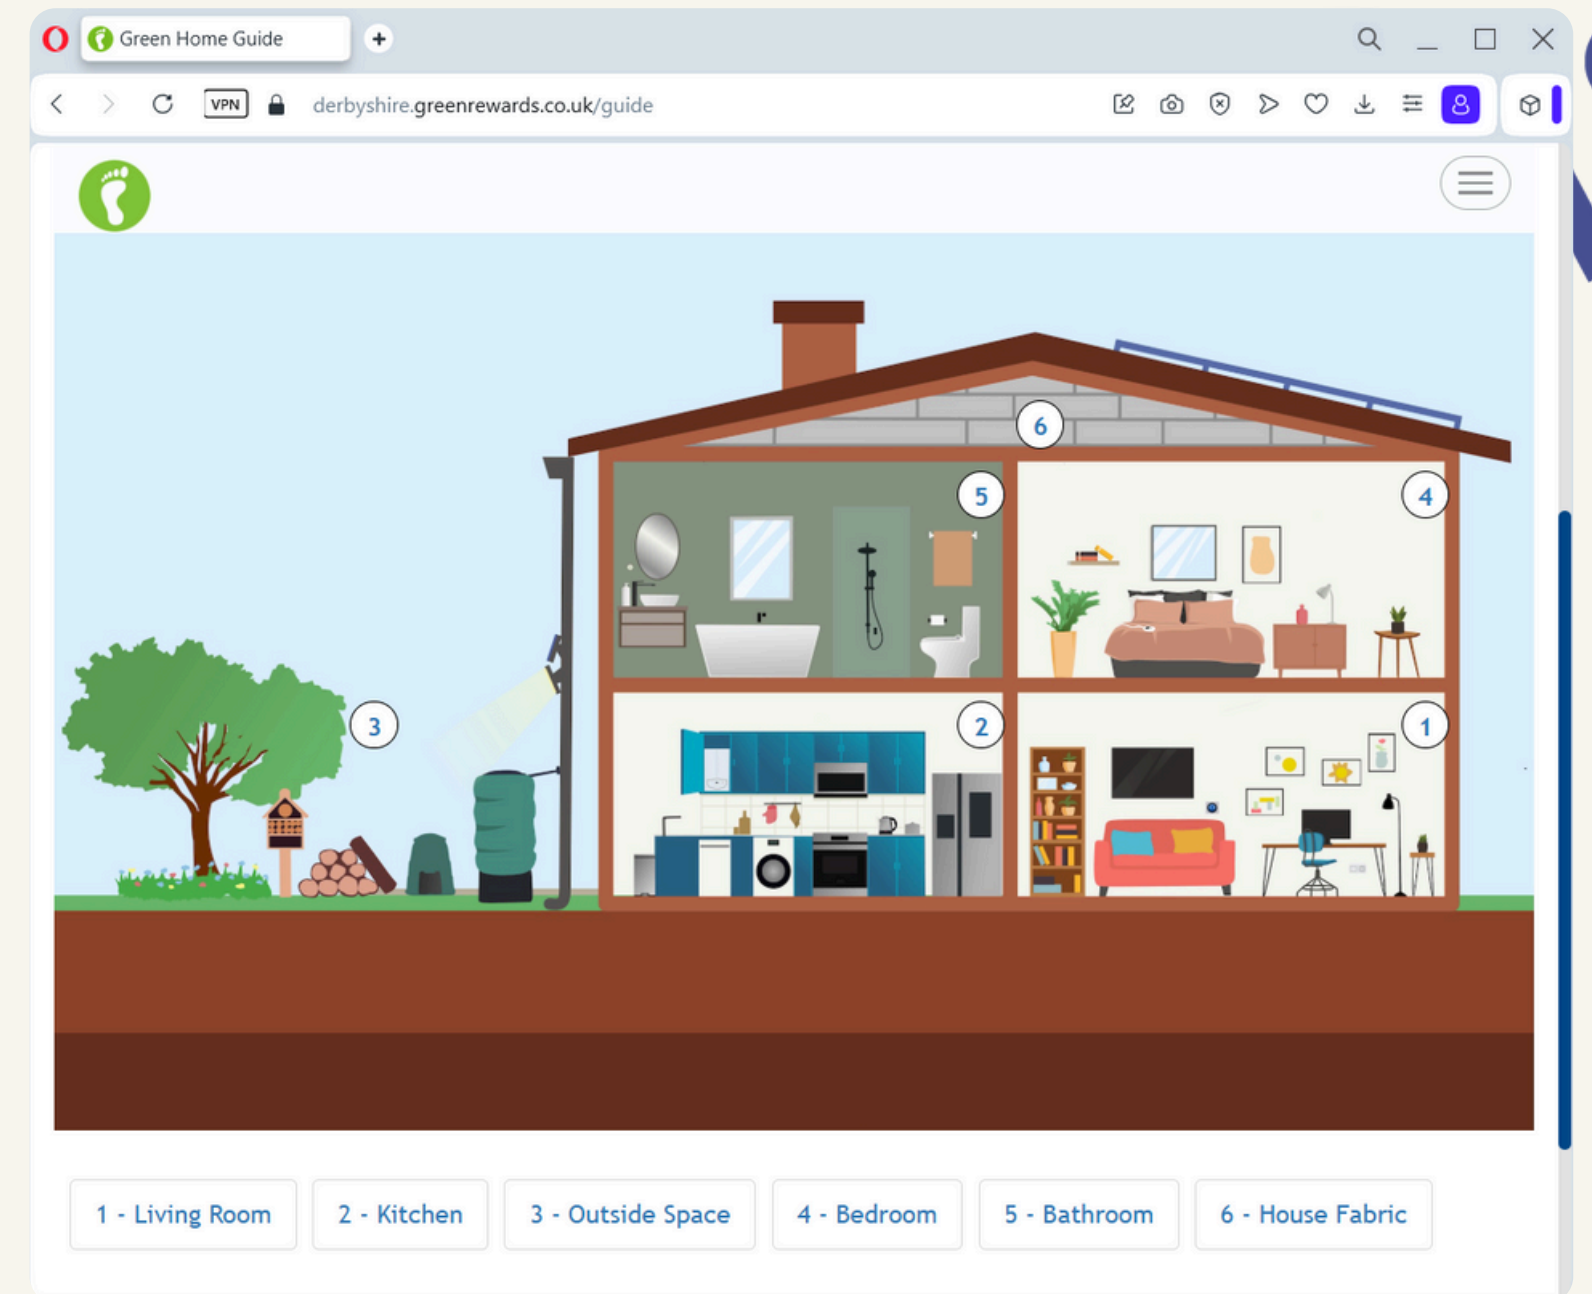 Green Home Guide
VPN derbyshire.greenrewards.co.uk/guide
6
5
4
3
2
1
1 - Living Room
2 - Kitchen
3 - Outside Space
4 - Bedroom
5 - Bathroom
6 - House Fabric